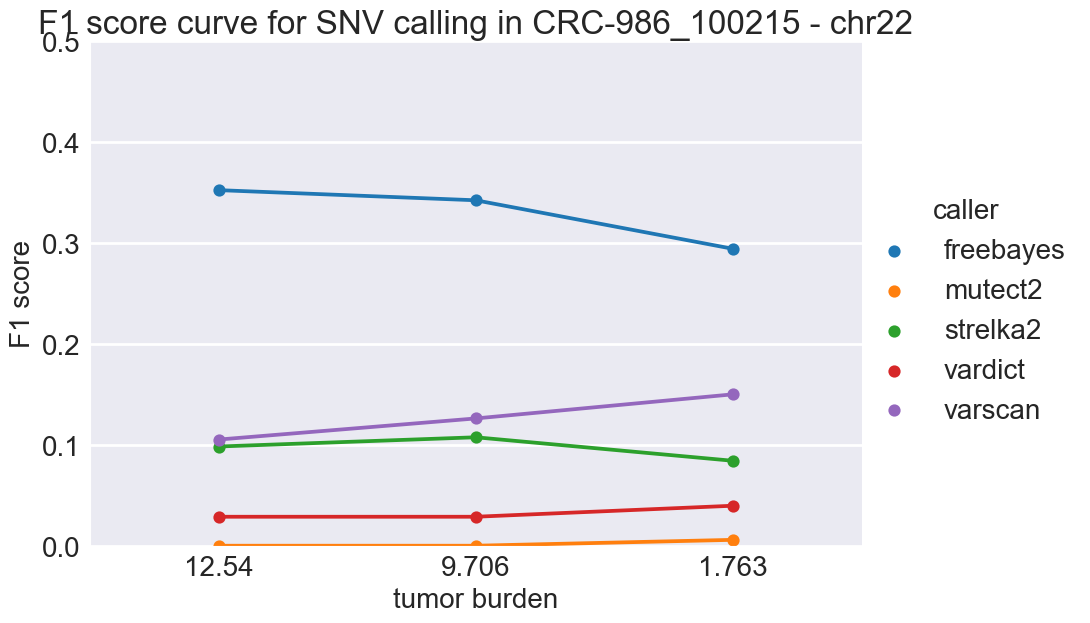 F1 score curve for SNV calling in CRC-986_100215 - chr22
0.5
0.4
0.3
0.2
0.1
0.0
F1 score
12.54 9.706 1.763
tumor burden
caller
freebayes
mutect2
strelka2
vardict
varscan